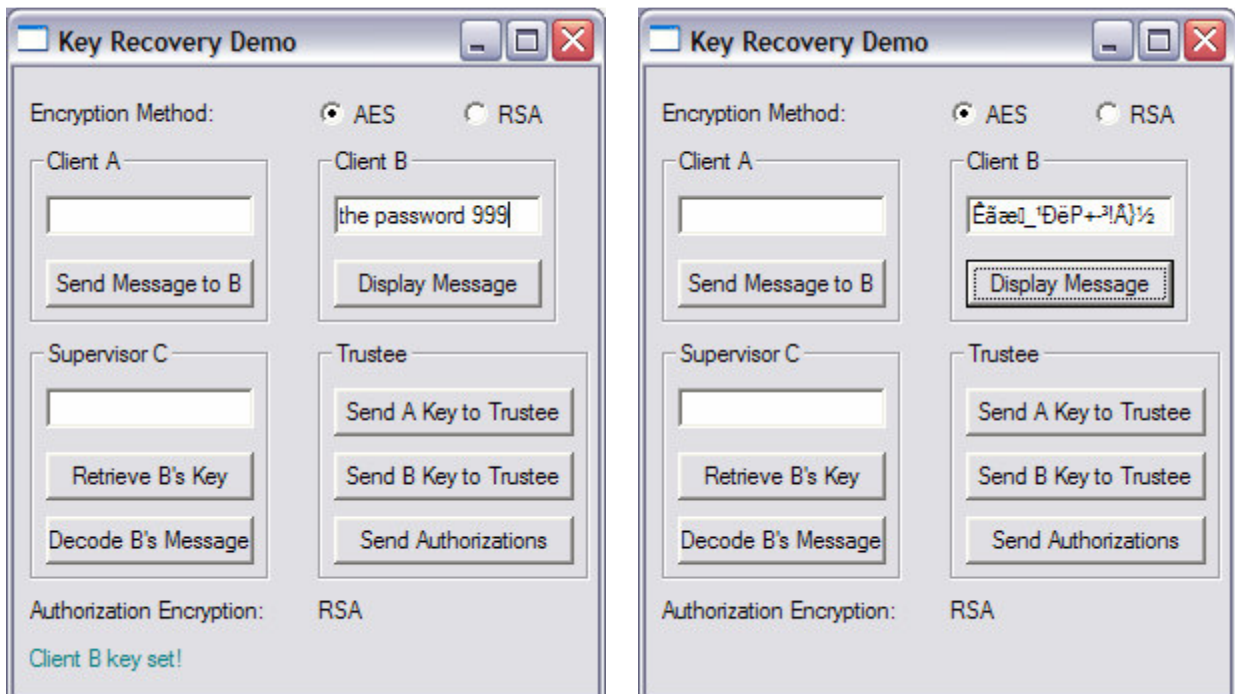 Key Recovery Demo
Encryption Method: AES RSA
Client A Client B
the password 999
Send Message to B Display Message
Supervisor C Trustee
Send A Key to Trustee
Retrieve B's Key Send B Key to Trustee
Decode B's Message Send Authorizations
Authorization Encryption: RSA
Client B key set!
Key Recovery Demo
Encryption Method: AES RSA
Client A Client B
Send Message to B Display Message
Supervisor C Trustee
Send A Key to Trustee
Retrieve B's Key Send B Key to Trustee
Decode B's Message Send Authorizations
Authorization Encryption: RSA